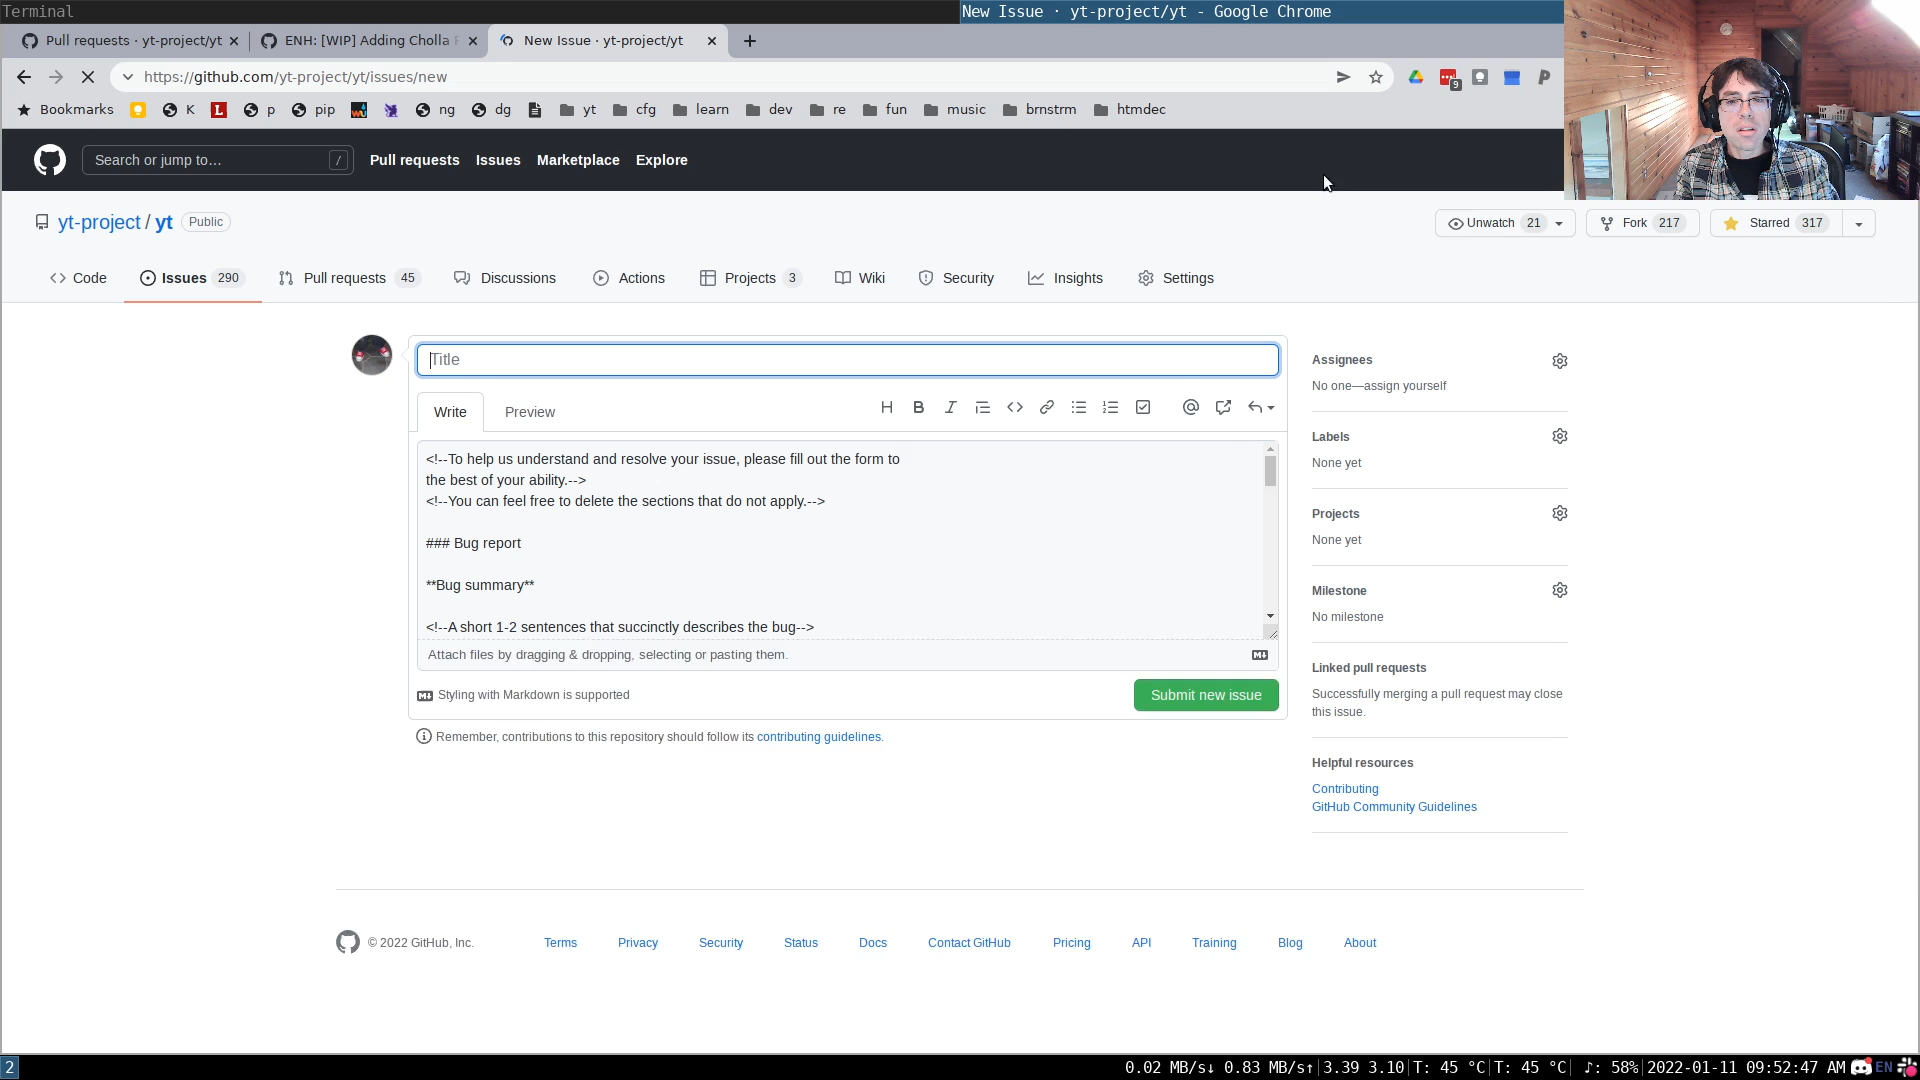 Terminal
New Issue · yt-project/yt - Google Chrome
Pull requests · yt-project/yt
ENH: [WIP] Adding Cholla F
New Issue · yt-project/yt
https://github.com/yt-project/yt/issues/new
9
Bookmarks K L p pip ng dg yt cfg learn dev re fun music brnstrm htmdec
Search or jump to… /
Pull requests Issues Marketplace Explore
yt-project / yt Public
Unwatch 21 Fork 217 Starred 317
Code Issues 290 Pull requests 45 Discussions Actions Projects 3 Wiki Security Insights Settings
Title
Write Preview
<!--To help us understand and resolve your issue, please fill out the form to
the best of your ability.-->
<!--You can feel free to delete the sections that do not apply.-->
### Bug report
**Bug summary**
<!--A short 1-2 sentences that succinctly describes the bug-->
Attach files by dragging & dropping, selecting or pasting them.
Styling with Markdown is supported
Submit new issue
Remember, contributions to this repository should follow its contributing guidelines.
Assignees
No one—assign yourself
Labels
None yet
Projects
None yet
Milestone
No milestone
Linked pull requests
Successfully merging a pull request may close
this issue.
Helpful resources
Contributing
GitHub Community Guidelines
© 2022 GitHub, Inc. Terms Privacy Security Status Docs Contact GitHub Pricing API Training Blog About
2
0.02 MB/s↓ 0.83 MB/s↑ 3.39 3.10 T: 45 °C T: 45 °C ♪: 58% 2022-01-11 09:52:47 AM EN